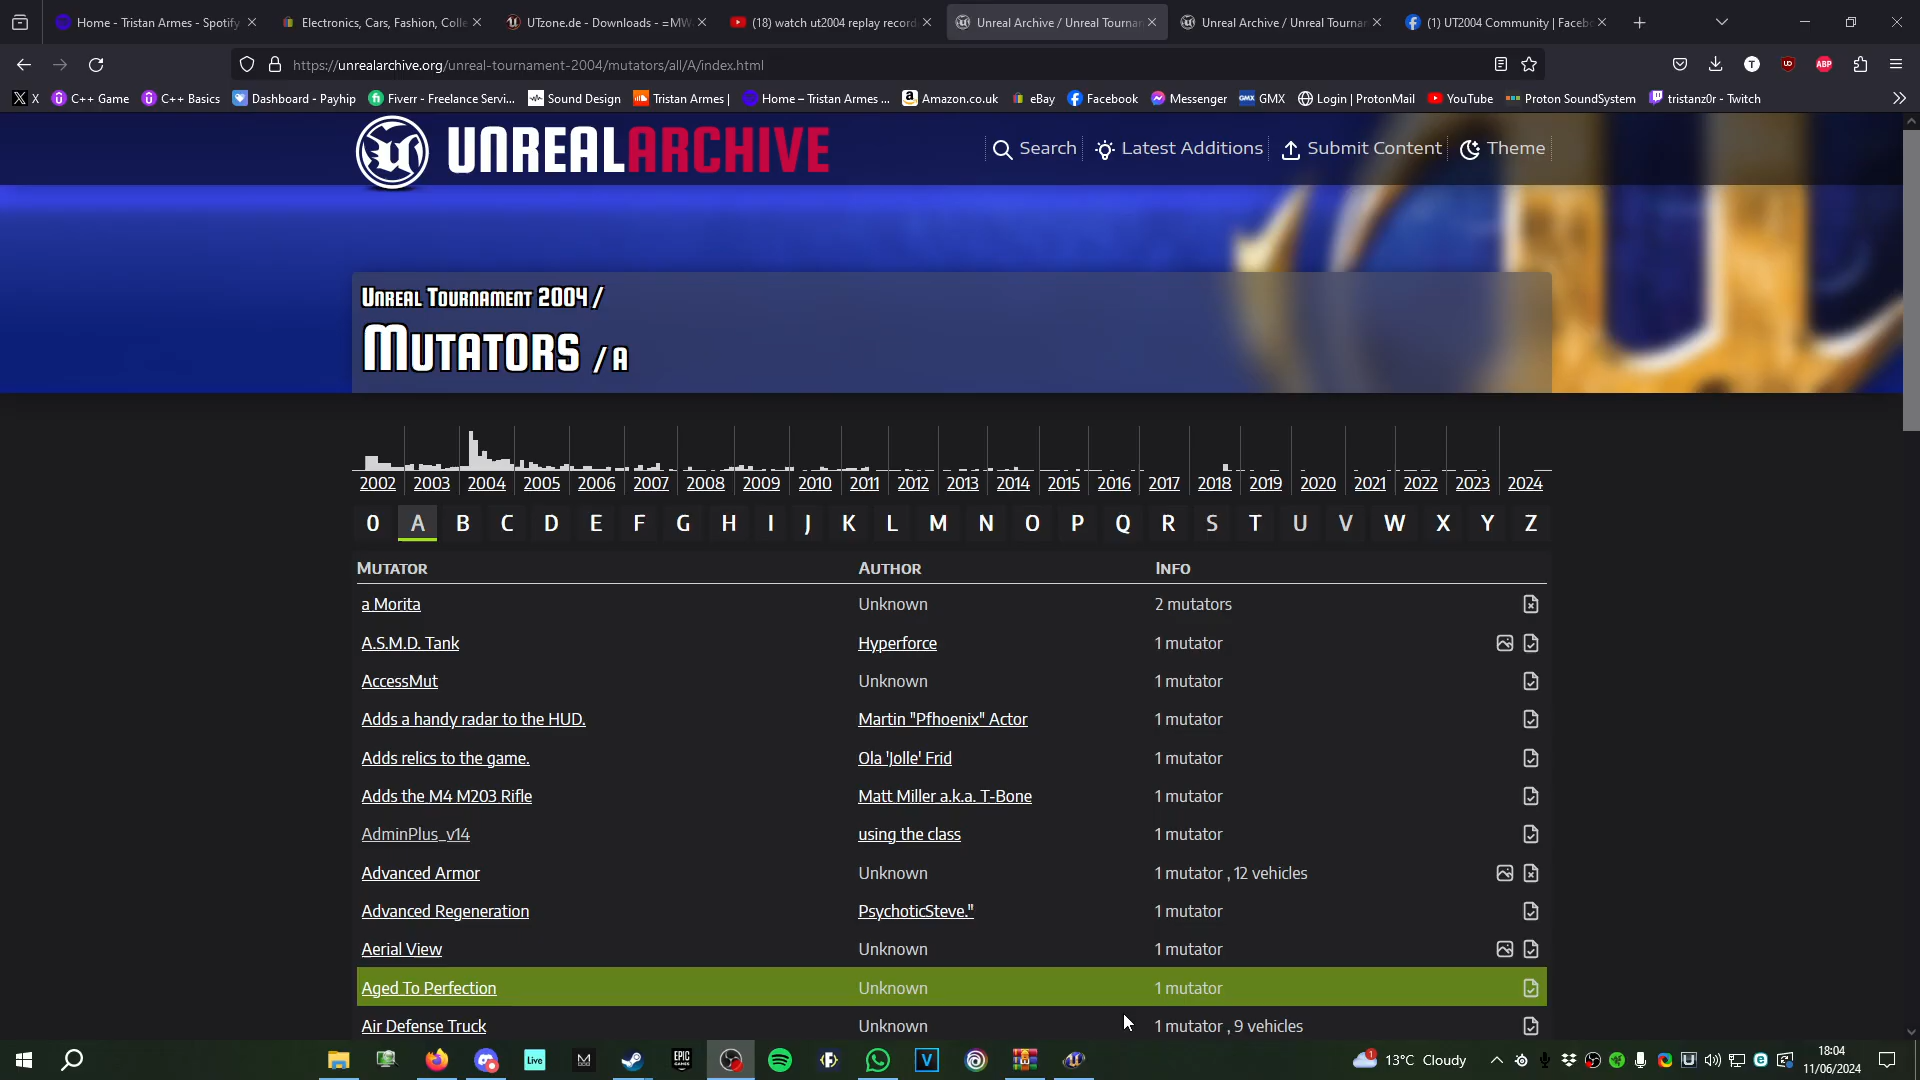 Home - Tristan Armes - Spotify
Electronics, Cars, Fashion, Colle
UTzone.de - Downloads - =MW
(18) watch ut2004 replay record
Unreal Archive / Unreal Tournam
Unreal Archive / Unreal Tournam
(1) UT2004 Community | Facebo
https://unrealarchive.org/unreal-tournament-2004/mutators/all/A/index.html
X C++ Game C++ Basics Dashboard - Payhip Fiverr - Freelance Servi... Sound Design Tristan Armes | Home – Tristan Armes ... Amazon.co.uk eBay Facebook Messenger GMX Login | ProtonMail YouTube Proton SoundSystem tristanz0r - Twitch
UNREALARCHIVE
Search Latest Additions Submit Content Theme
Unreal Tournament 2004 /
Mutators / A
2002 2003 2004 2005 2006 2007 2008 2009 2010 2011 2012 2013 2014 2015 2016 2017 2018 2019 2020 2021 2022 2023 2024
0 A B C D E F G H I J K L M N O P Q R S T U V W X Y Z
Mutator Author Info
a Morita Unknown 2 mutators
A.S.M.D. Tank Hyperforce 1 mutator
AccessMut Unknown 1 mutator
Adds a handy radar to the HUD. Martin "Pfhoenix" Actor 1 mutator
Adds relics to the game. Ola 'Jolle' Frid 1 mutator
Adds the M4 M203 Rifle Matt Miller a.k.a. T-Bone 1 mutator
AdminPlus_v14 using the class 1 mutator
Advanced Armor Unknown 1 mutator , 12 vehicles
Advanced Regeneration PsychoticSteve." 1 mutator
Aerial View Unknown 1 mutator
Aged To Perfection Unknown 1 mutator
Air Defense Truck Unknown 1 mutator , 9 vehicles
Live
13°C Cloudy
18:04
11/06/2024